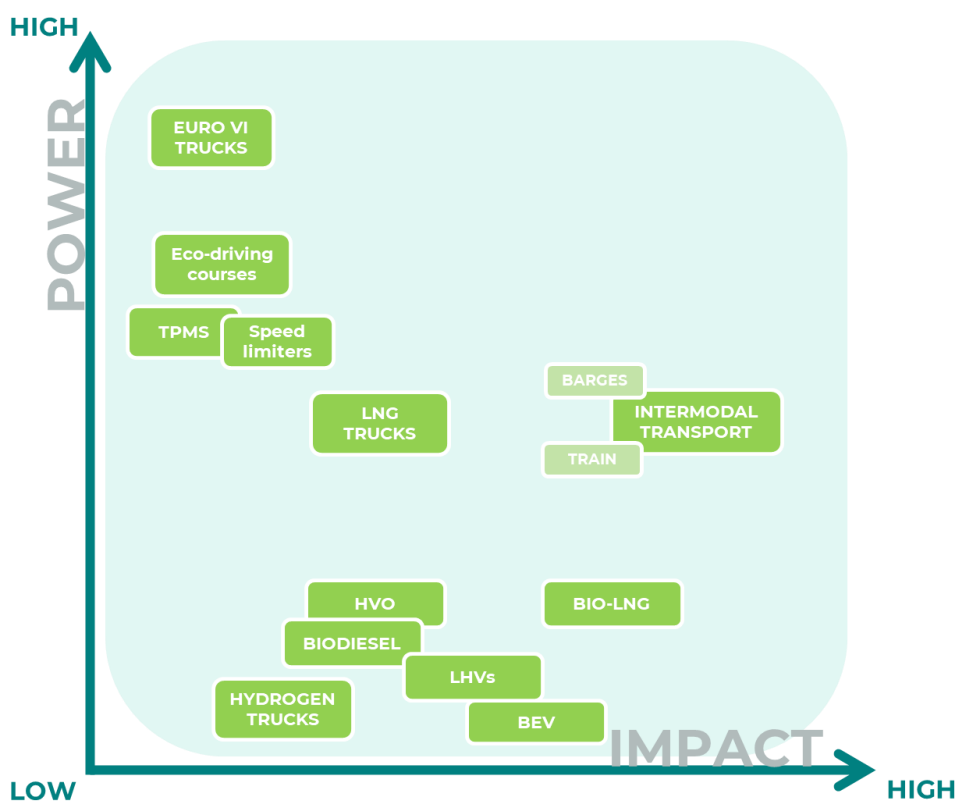 HIGH
POWER
EURO VI
TRUCKS
Eco-driving
courses
TPMS
Speed
limiters
BARGES
LNG
TRUCKS
INTERMODAL
TRANSPORT
TRAIN
HVO
BIO-LNG
BIODIESEL
LHVs
HYDROGEN
TRUCKS
BEV
IMPACT
LOW
HIGH